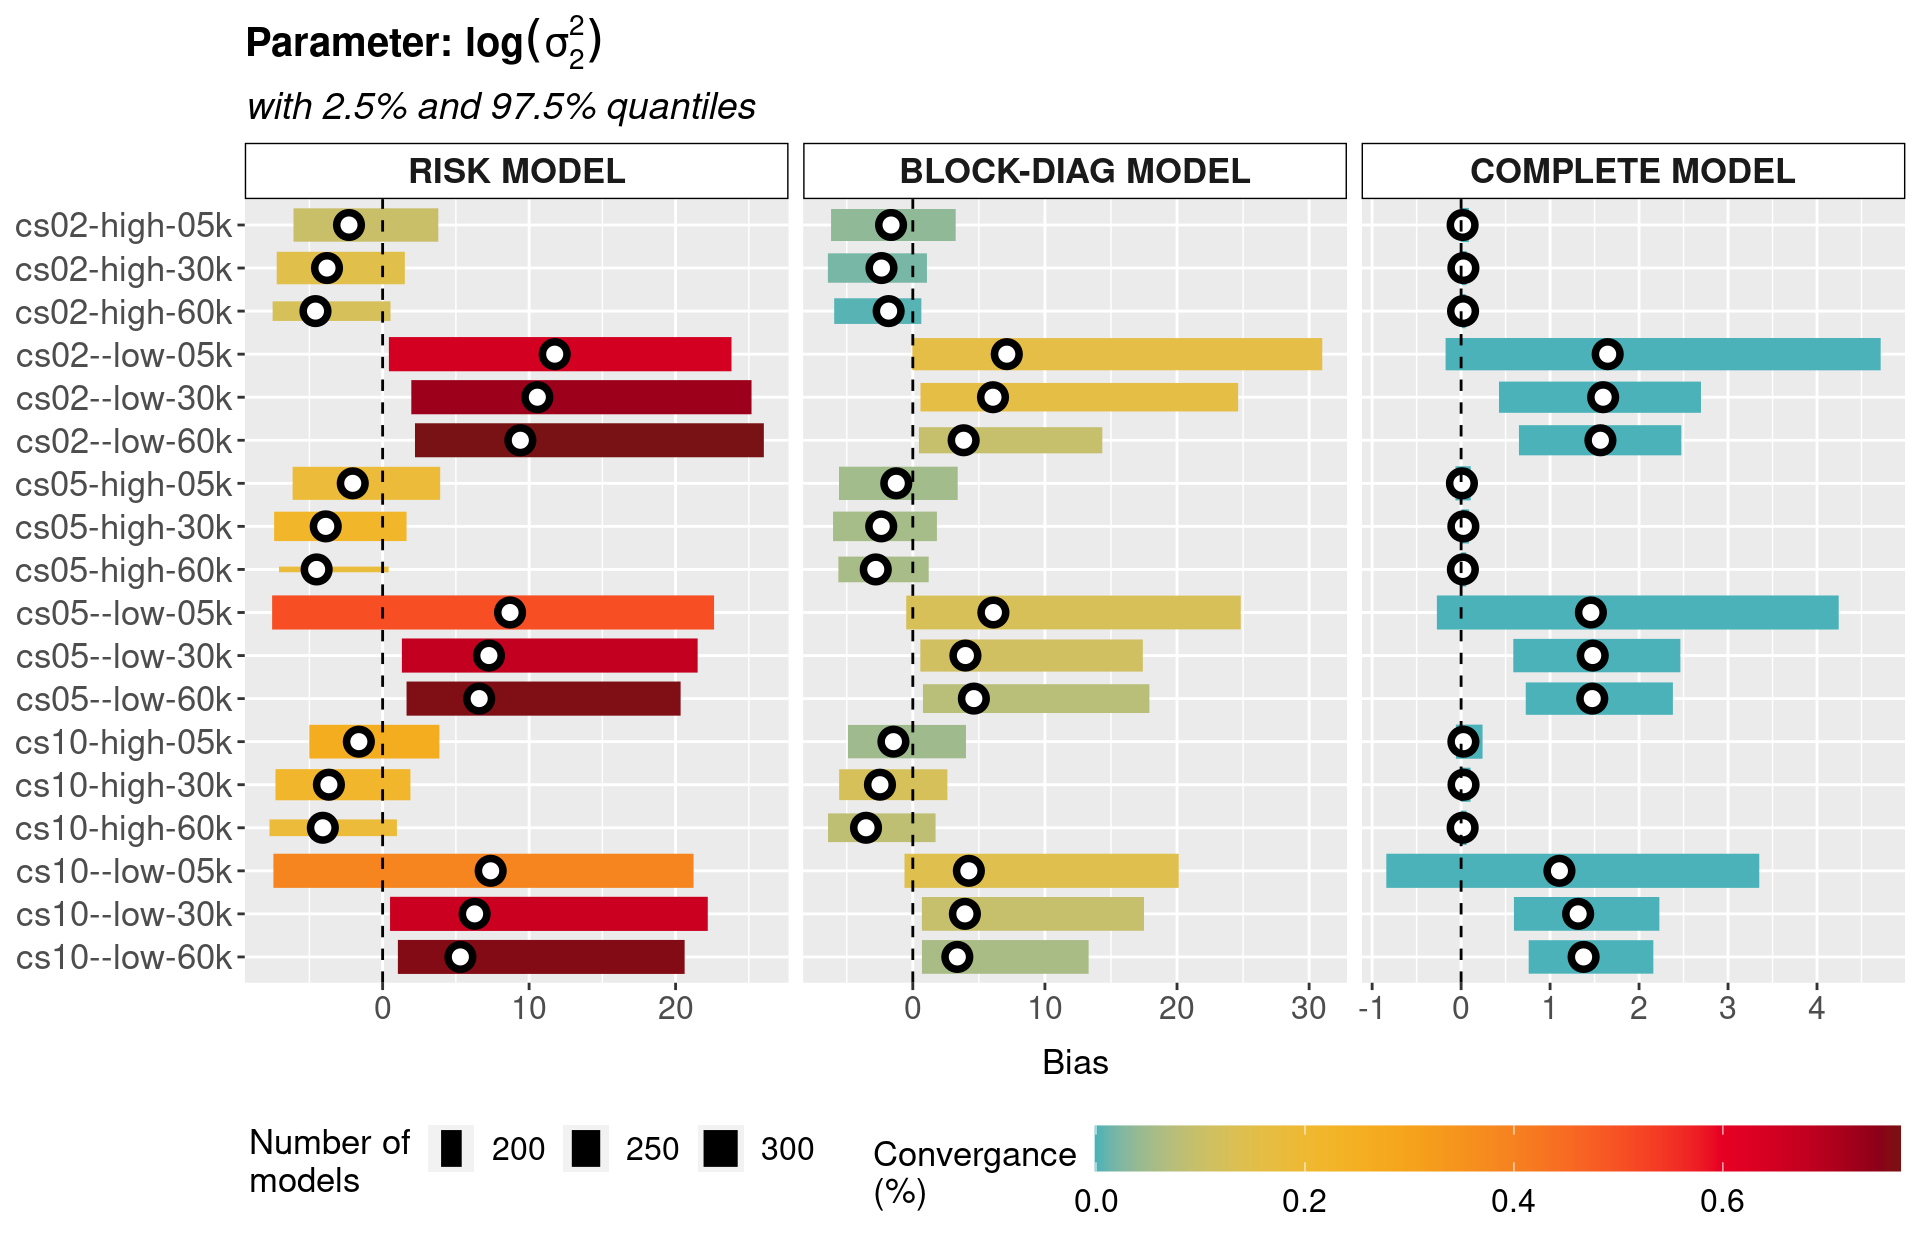 Parameter: log(σ₂²)
with 2.5% and 97.5% quantiles
RISK MODEL BLOCK-DIAG MODEL COMPLETE MODEL
cs02-high-05k
cs02-high-30k
cs02-high-60k
cs02--low-05k
cs02--low-30k
cs02--low-60k
cs05-high-05k
cs05-high-30k
cs05-high-60k
cs05--low-05k
cs05--low-30k
cs05--low-60k
cs10-high-05k
cs10-high-30k
cs10-high-60k
cs10--low-05k
cs10--low-30k
cs10--low-60k
0 10 20 0 10 20 30 -1 0 1 2 3 4
Bias
Number of
models
200 250 300
Convergance
(%)
0.0 0.2 0.4 0.6